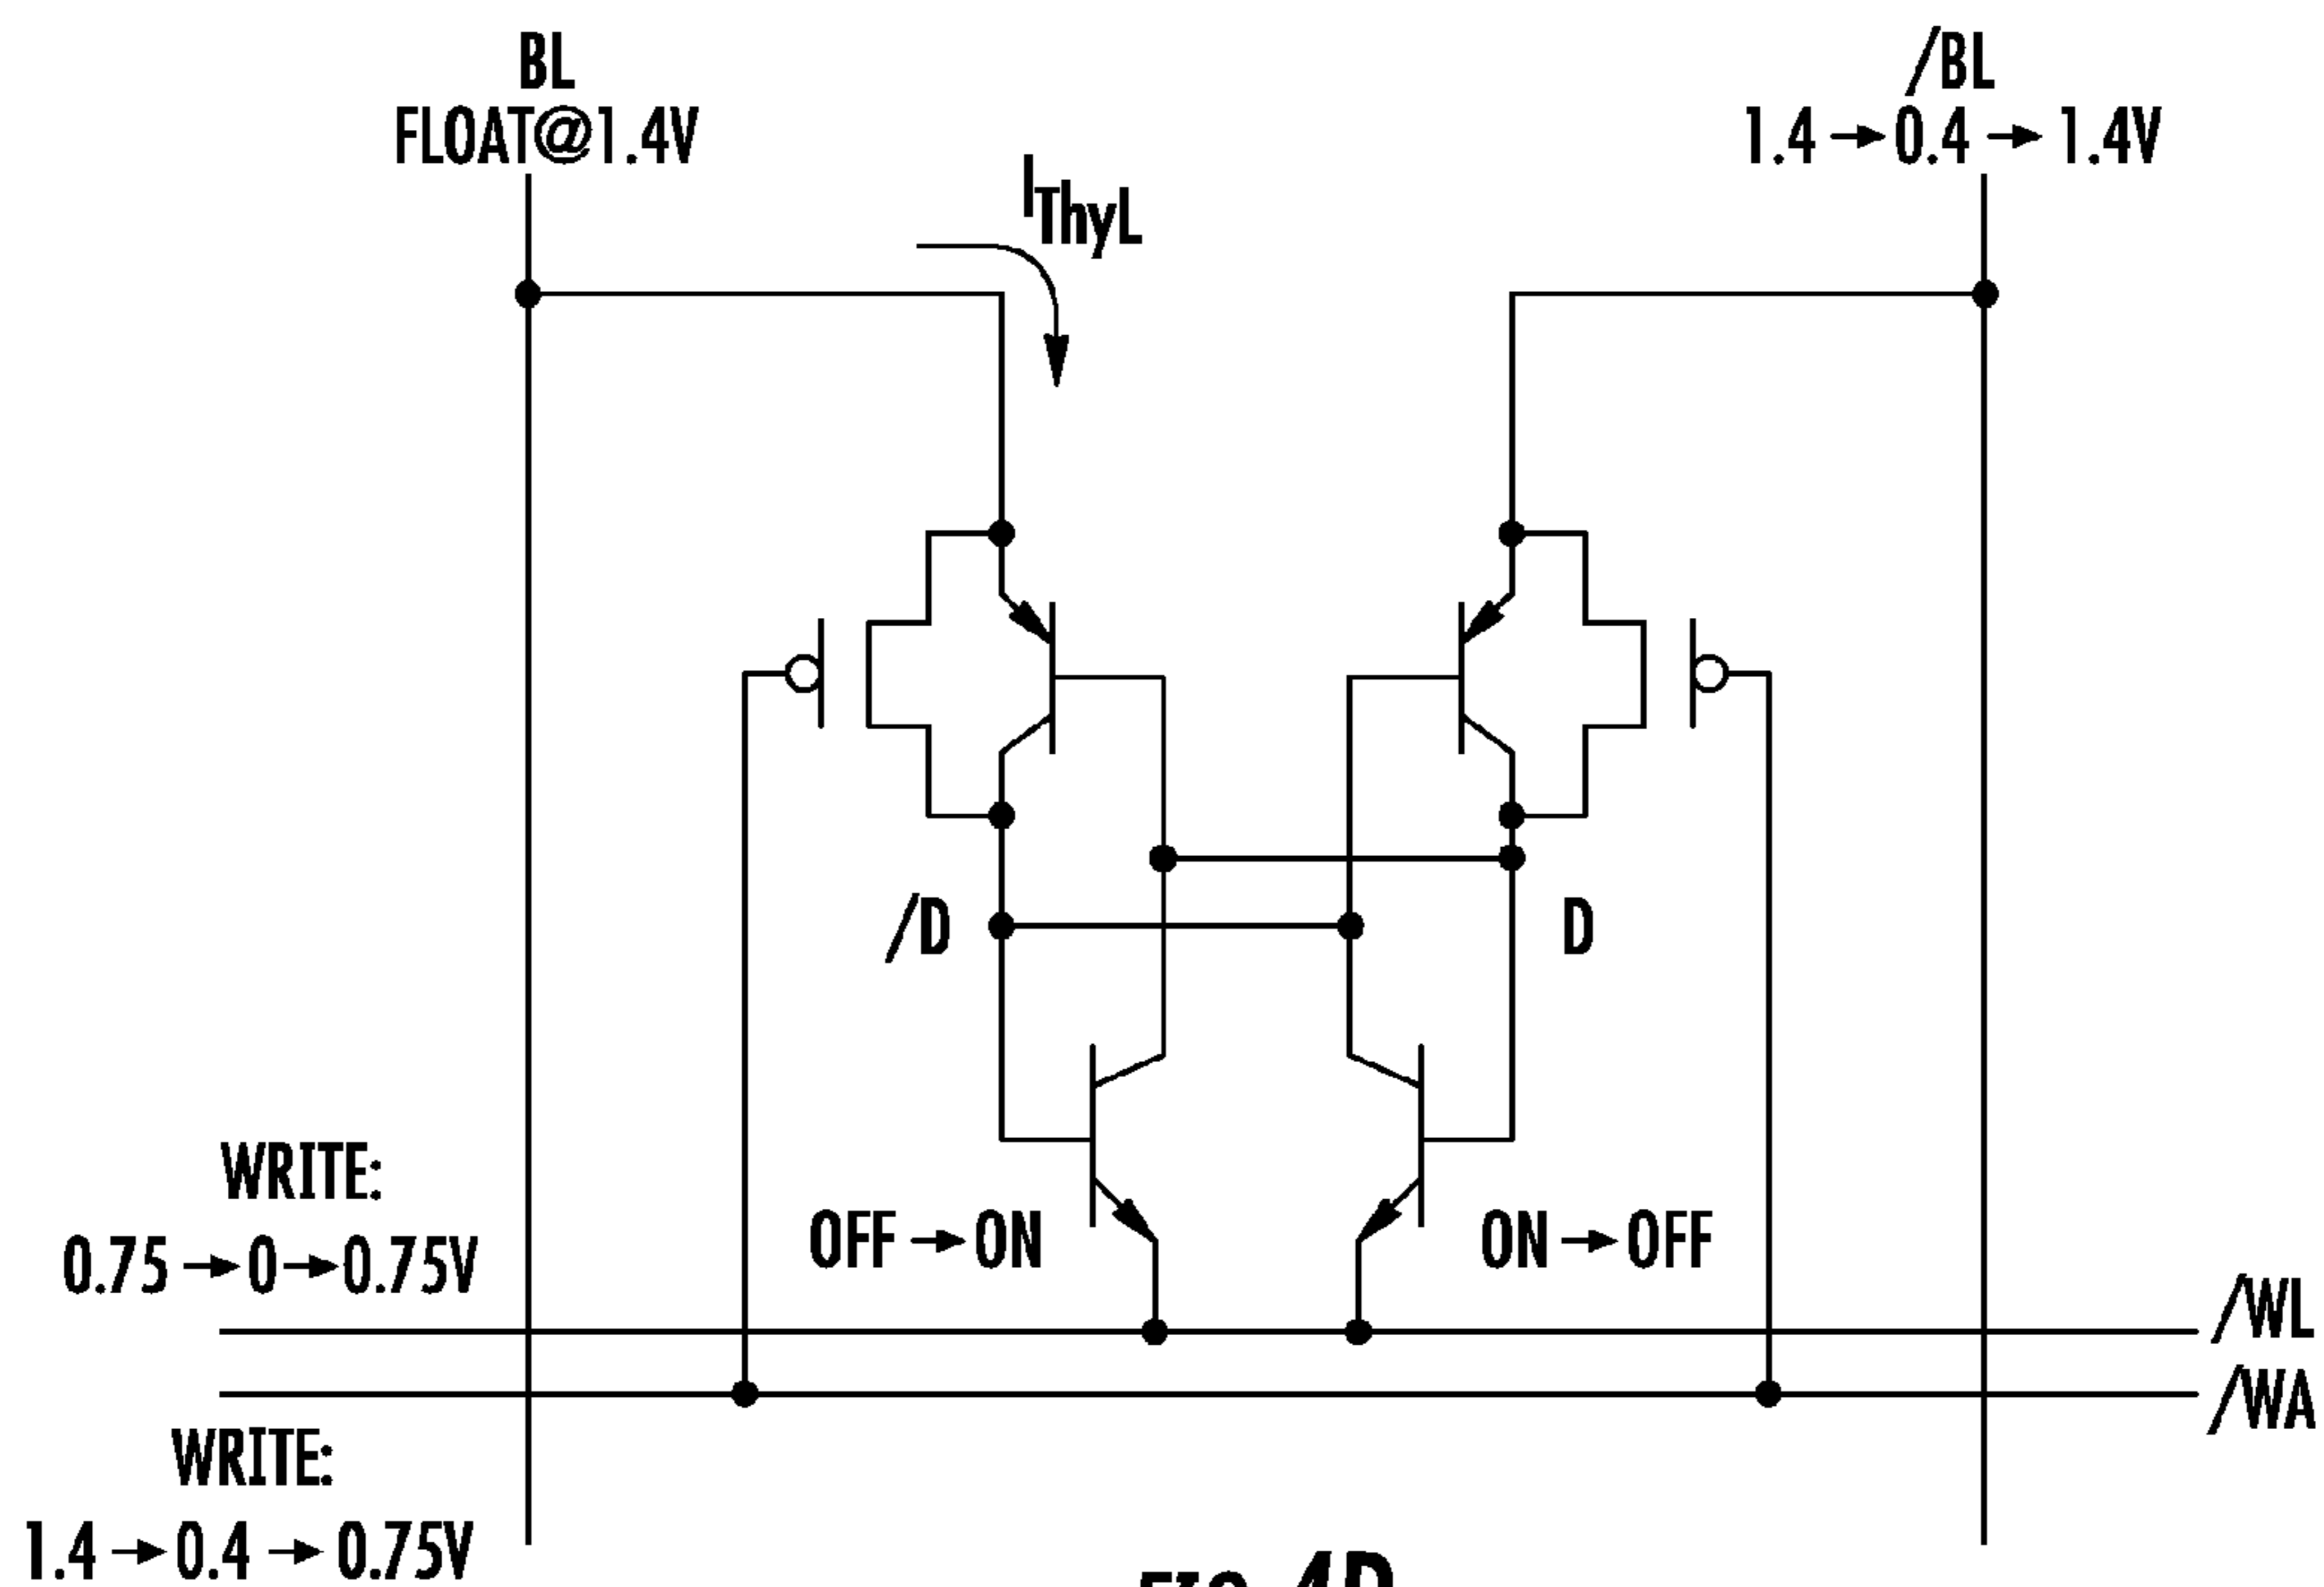 BL
FLOAT@1.4V
/BL
1.4→0.4→1.4V
IThyL
/D
D
WRITE:
0.75→0→0.75V
OFF→ON
ON→OFF
/WL
/WA
WRITE:
1.4→0.4→0.75V